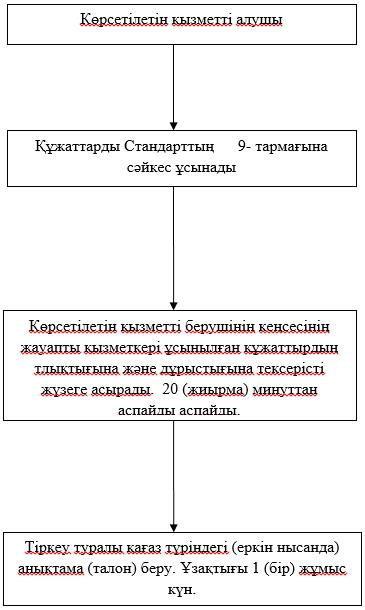 Көрсетілетін қызметті алушы
Құжаттарды Стандарттың 9- тармағына
сәйкес ұсынады
Көрсетілетін қызметті берушінің кеңсесінің
жауапты қызметкері ұсынылған құжаттырдың
тлықтығына және дұрыстығына тексерісті
жүзеге асырады. 20 (жиырма) минуттан
аспайды аспайды.
Тіркеу туралы қағаз түріндегі (еркін нысанда)
анықтама (талон) беру. Ұзақтығы 1 (бір) жұмыс
күн.